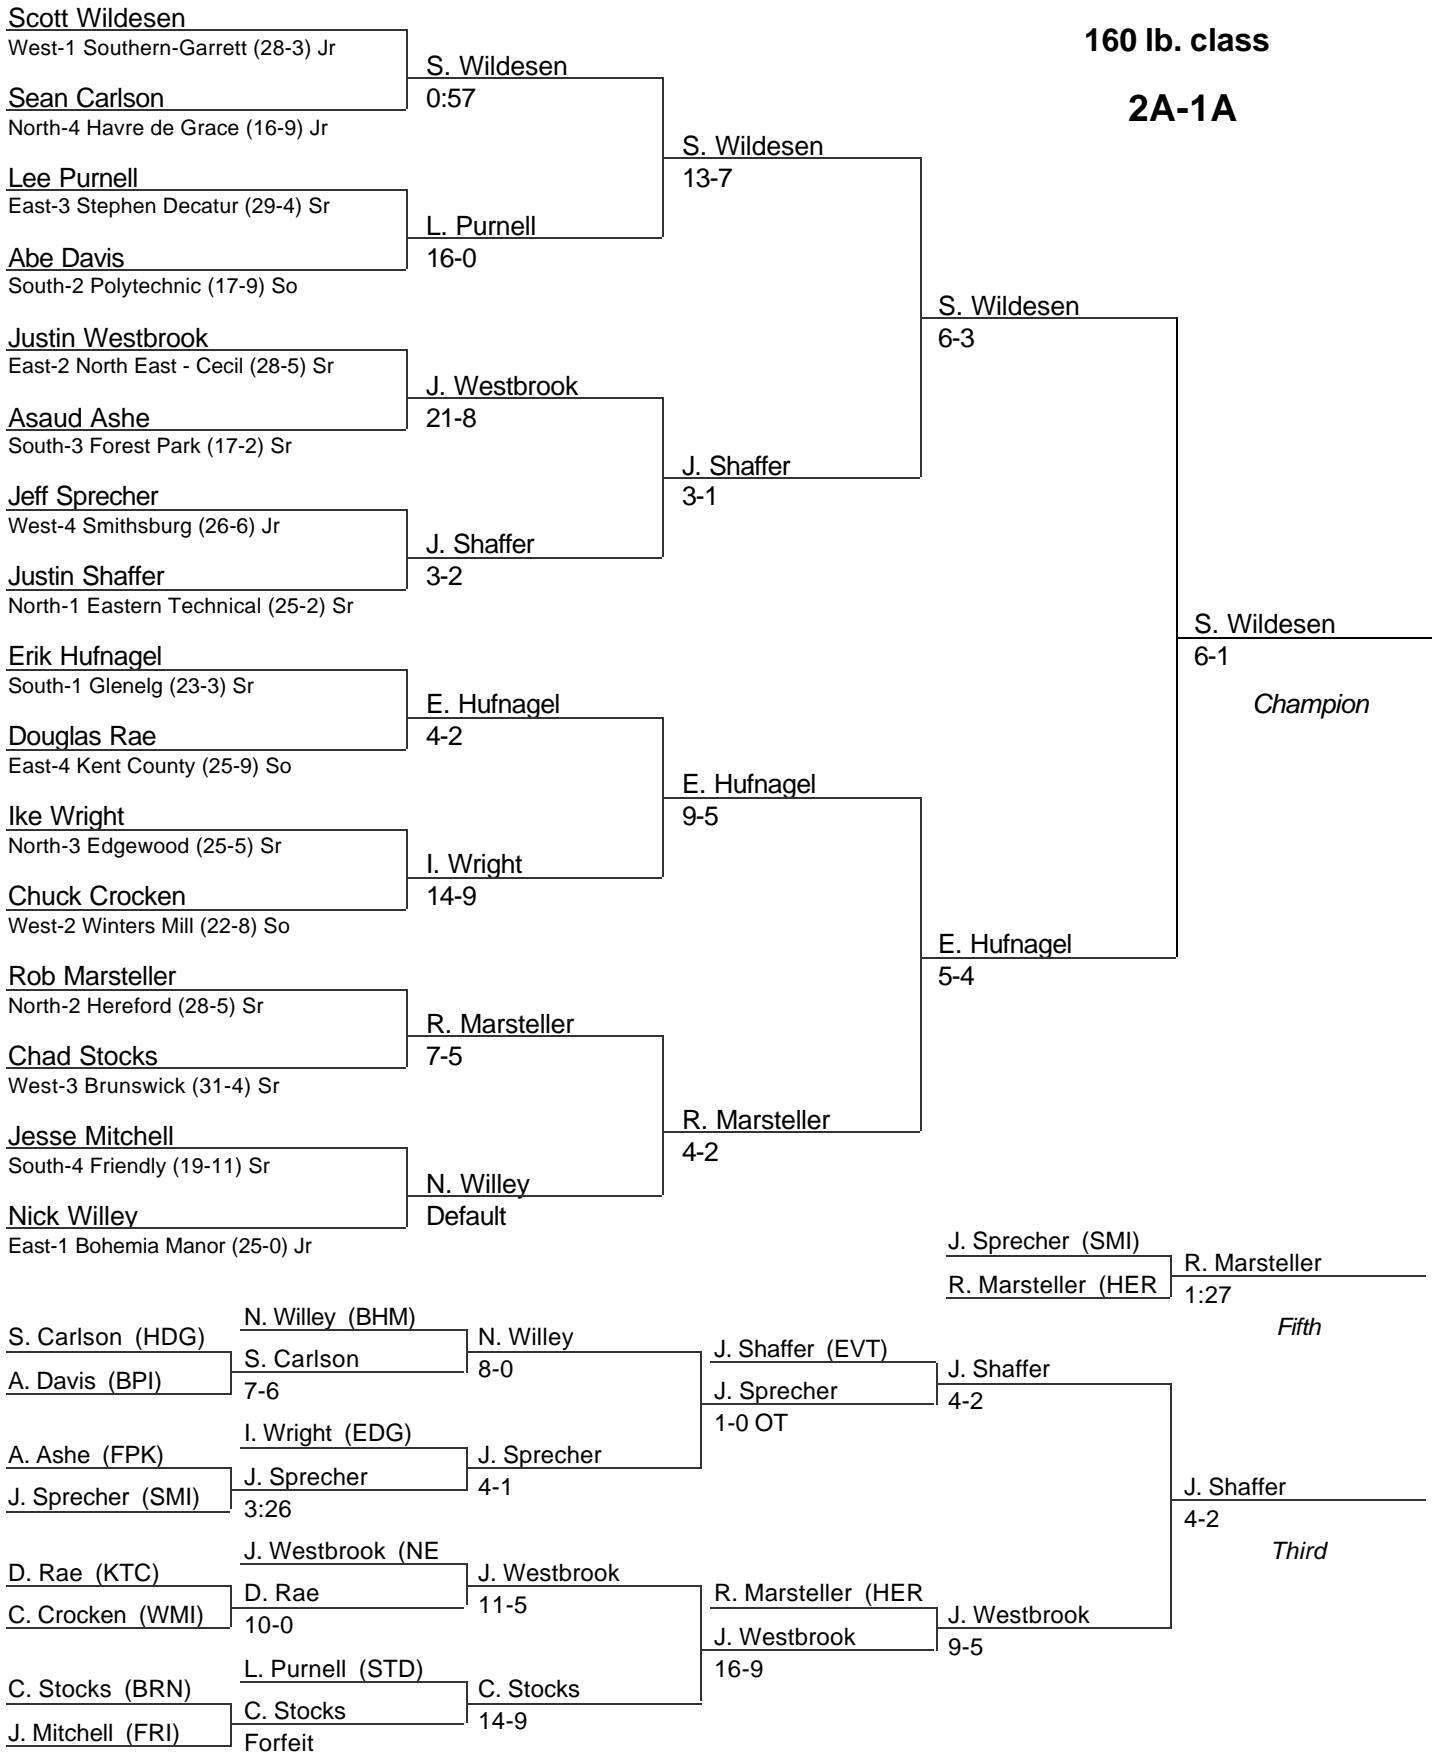 160 lb. class
2A-1A
Scott Wildesen
West-1 Southern-Garrett (28-3) Jr
Sean Carlson
North-4 Havre de Grace (16-9) Jr
Lee Purnell
East-3 Stephen Decatur (29-4) Sr
Abe Davis
South-2 Polytechnic (17-9) So
Justin Westbrook
East-2 North East - Cecil (28-5) Sr
Asaud Ashe
South-3 Forest Park (17-2) Sr
Jeff Sprecher
West-4 Smithsburg (26-6) Jr
Justin Shaffer
North-1 Eastern Technical (25-2) Sr
Erik Hufnagel
South-1 Glenelg (23-3) Sr
Douglas Rae
East-4 Kent County (25-9) So
Ike Wright
North-3 Edgewood (25-5) Sr
Chuck Crocken
West-2 Winters Mill (22-8) So
Rob Marsteller
North-2 Hereford (28-5) Sr
Chad Stocks
West-3 Brunswick (31-4) Sr
Jesse Mitchell
South-4 Friendly (19-11) Sr
Nick Willey
East-1 Bohemia Manor (25-0) Jr
S. Wildesen
0:57
L. Purnell
16-0
J. Westbrook
21-8
J. Shaffer
3-2
E. Hufnagel
4-2
I. Wright
14-9
R. Marsteller
7-5
N. Willey
Default
S. Wildesen
13-7
J. Shaffer
3-1
E. Hufnagel
9-5
R. Marsteller
4-2
S. Wildesen
6-3
E. Hufnagel
5-4
S. Wildesen
6-1
Champion
J. Sprecher (SMI)
R. Marsteller (HER
R. Marsteller
1:27
Fifth
S. Carlson (HDG)
A. Davis (BPI)
A. Ashe (FPK)
J. Sprecher (SMI)
D. Rae (KTC)
C. Crocken (WMI)
C. Stocks (BRN)
J. Mitchell (FRI)
N. Willey (BHM)
S. Carlson
7-6
I. Wright (EDG)
J. Sprecher
3:26
J. Westbrook (NE
D. Rae
10-0
L. Purnell (STD)
C. Stocks
Forfeit
N. Willey
8-0
J. Sprecher
4-1
J. Westbrook
11-5
C. Stocks
14-9
J. Shaffer (EVT)
J. Sprecher
1-0 OT
R. Marsteller (HER
J. Westbrook
16-9
J. Shaffer
4-2
J. Westbrook
9-5
J. Shaffer
4-2
Third